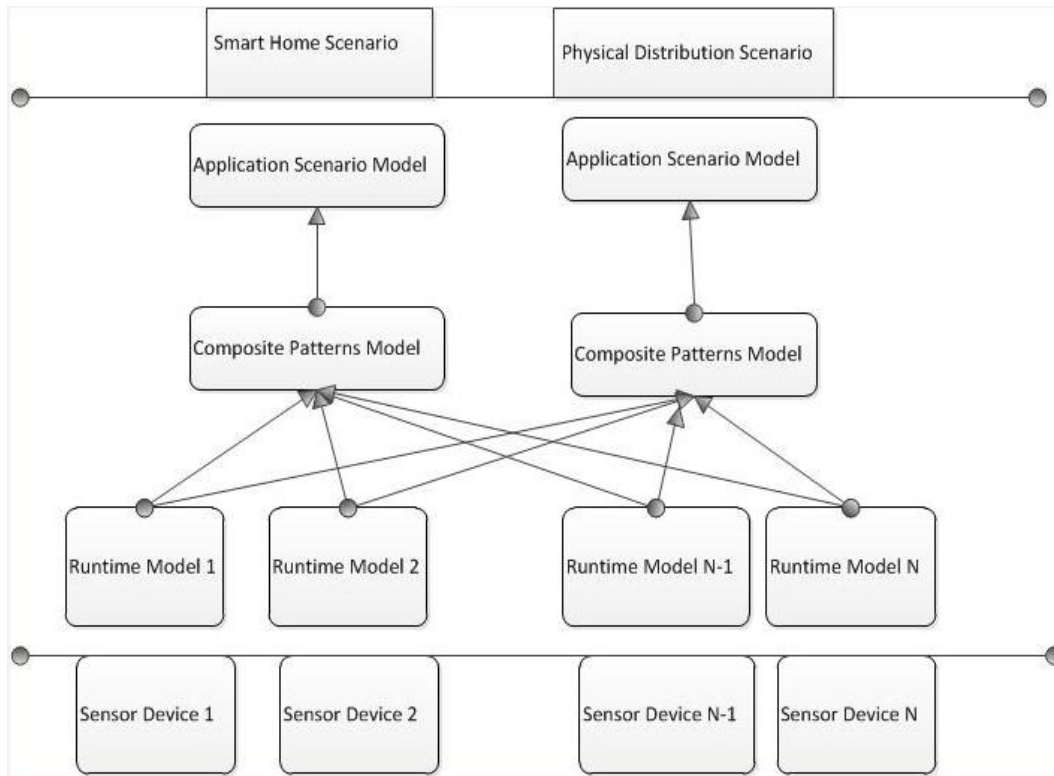 Smart Home Scenario
Physical Distribution Scenario
Application Scenario Model
Application Scenario Model
Composite Patterns Model
Composite Patterns Model
Runtime Model 1
Runtime Model 2
Runtime Model N-1
Runtime Model N
Sensor Device 1
Sensor Device 2
Sensor Device N-1
Sensor Device N